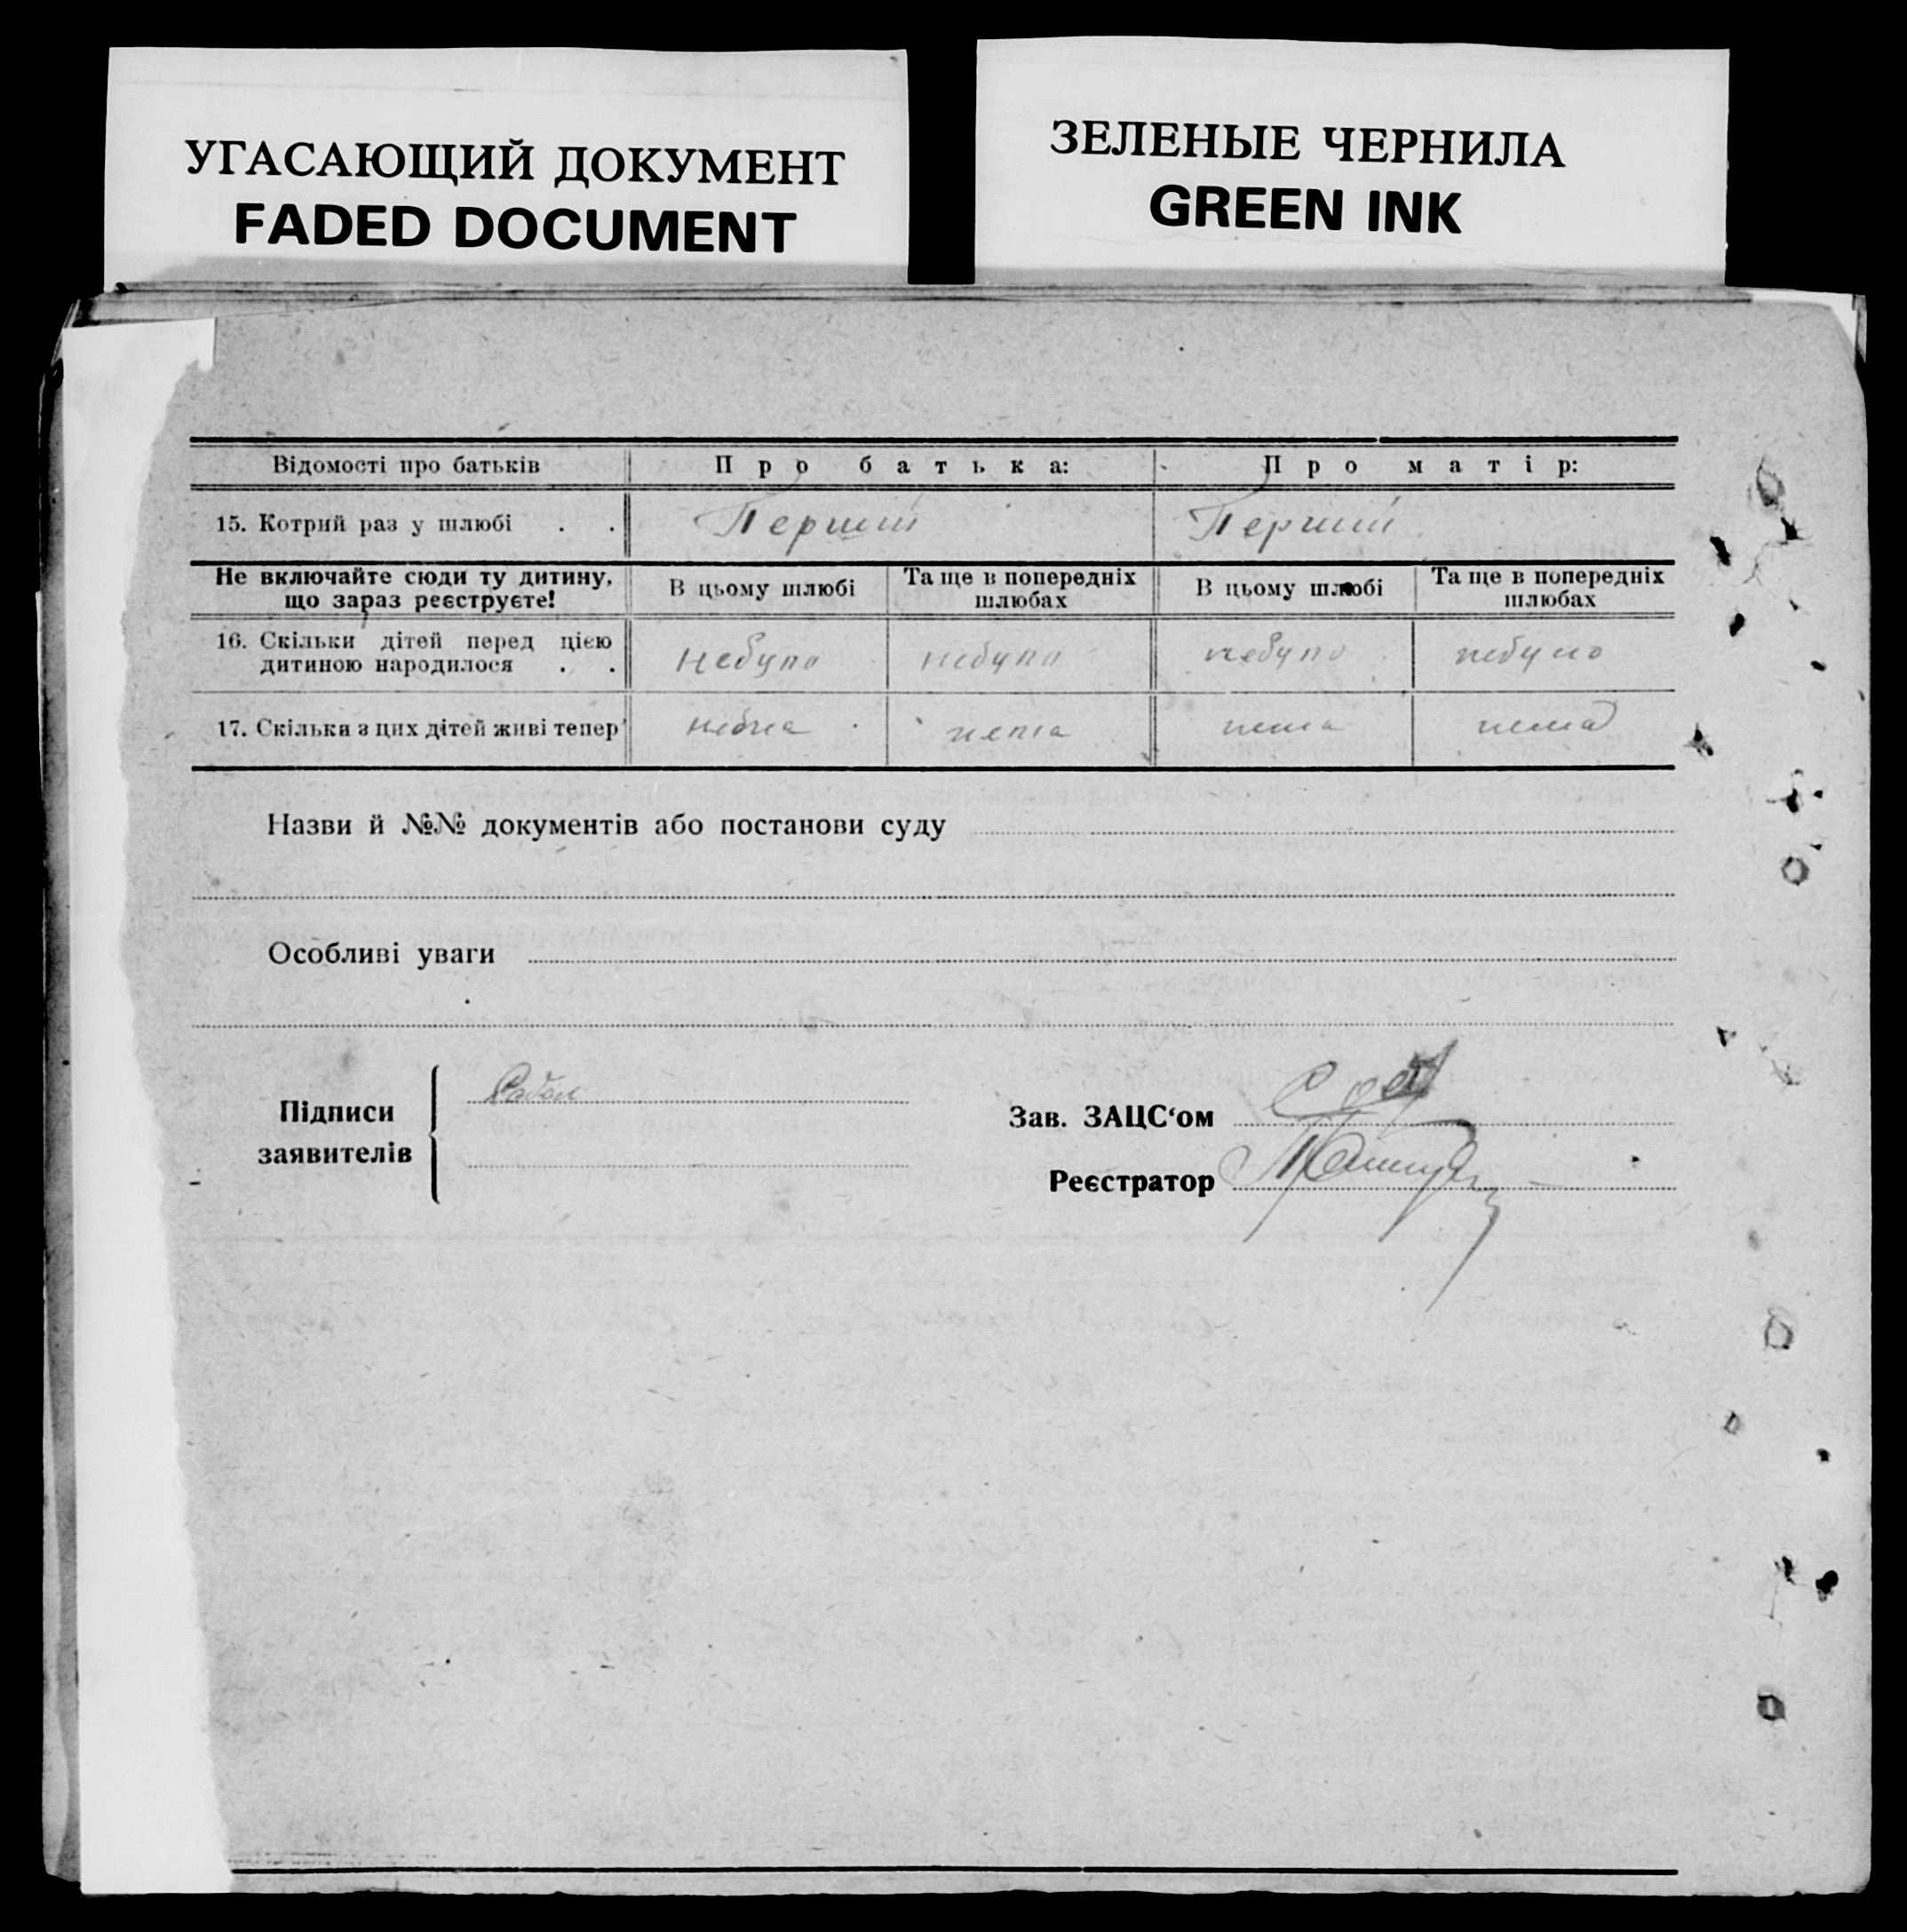 УГАСАЮЩИЙ ДОКУМЕНТ
FADED DOCUMENT
ЗЕЛЕНЫЕ ЧЕРНИЛА
GREEN INK
Відомості про батьків Про батька: Про матір:
15. Котрий раз у шлюбі . . Перший Перший
Не включайте сюди ту дитину, що зараз реєструєте! В цьому шлюбі Та ще в попередніх шлюбах В цьому шлюбі Та ще в попередніх шлюбах
16. Скільки дітей перед цією
дитиною народилося . . небуло небуло небуло небуло
17. Скільки з цих дітей живі тепер нема нема нема
Назви й №№ документів або постанови суду
Особливі уваги
Підписи
заявителів
Зав. ЗАЦС‘ом
Реєстратор